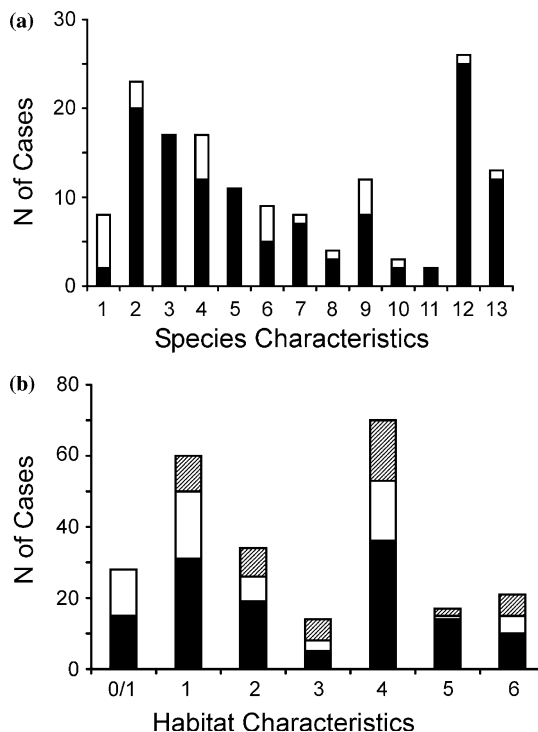 (a)
30
20
10
0
N of Cases
1 2 3 4 5 6 7 8 9 10 11 12 13
Species Characteristics
(b)
80
60
40
20
0
N of Cases
0/1 1 2 3 4 5 6
Habitat Characteristics